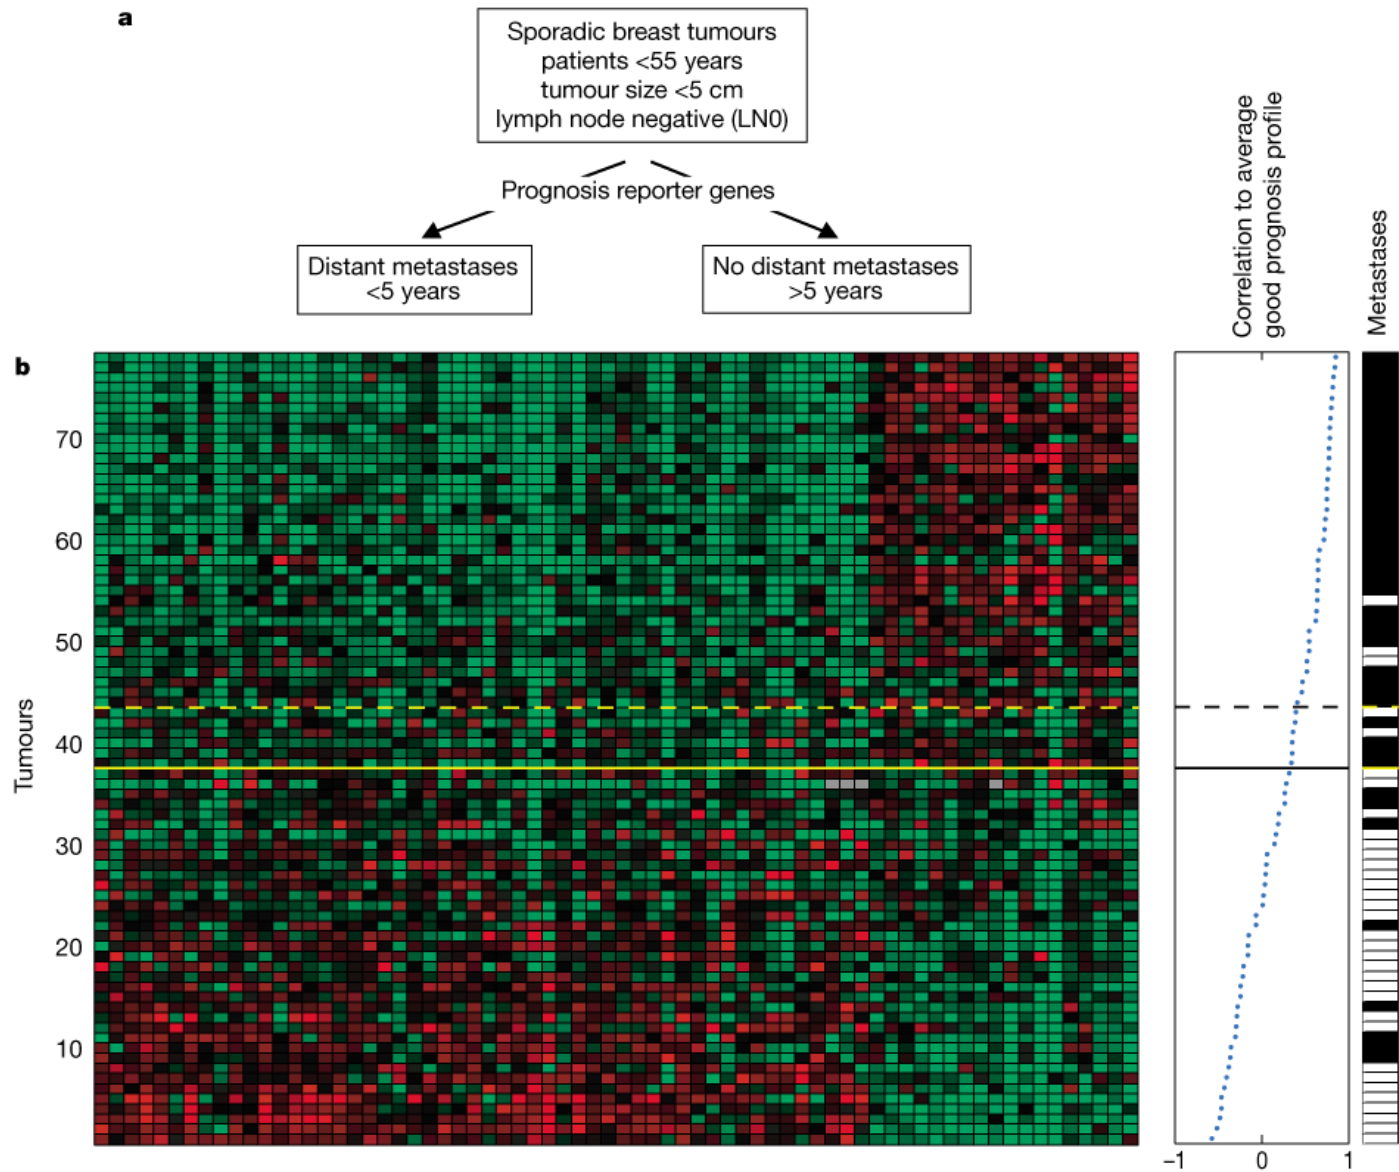 a
Sporadic breast tumours
patients <55 years
tumour size <5 cm
lymph node negative (LN0)
Prognosis reporter genes
Distant metastases
<5 years
No distant metastases
>5 years
Correlation to average
good prognosis profile
Metastases
b
Tumours
70
60
50
40
30
20
10
−1 0 1